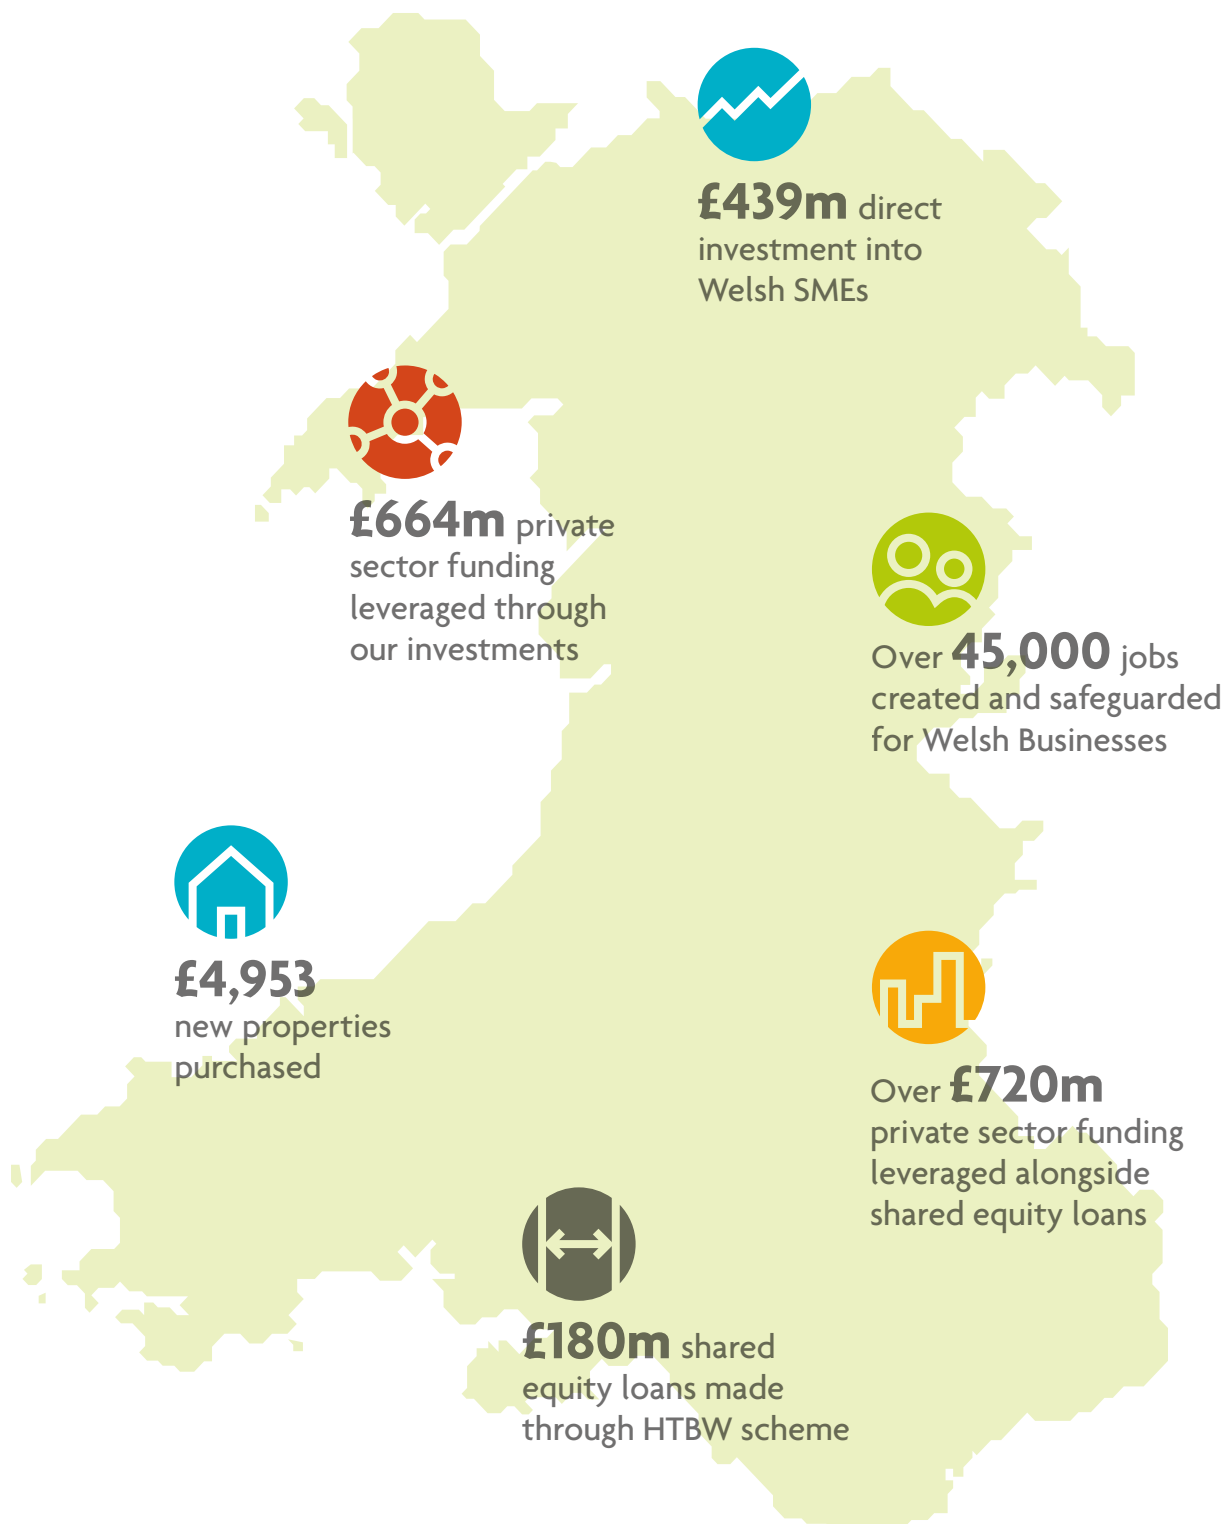 £439m direct
investment into
Welsh SMEs
£664m private
sector funding
leveraged through
our investments
Over 45,000 jobs
created and safeguarded
for Welsh Businesses
£4,953
new properties
purchased
Over £720m
private sector funding
leveraged alongside
shared equity loans
£180m shared
equity loans made
through HTBW scheme